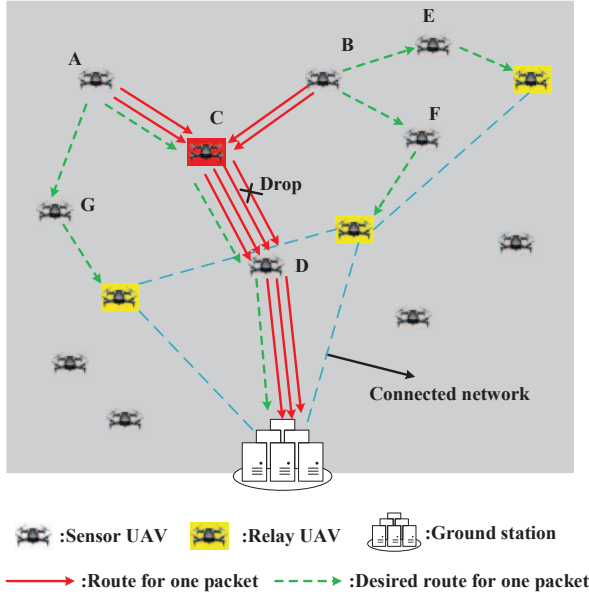 E
A
B
C
F
Drop
G
D
Connected network
:Sensor UAV :Relay UAV :Ground station
:Route for one packet :Desired route for one packet